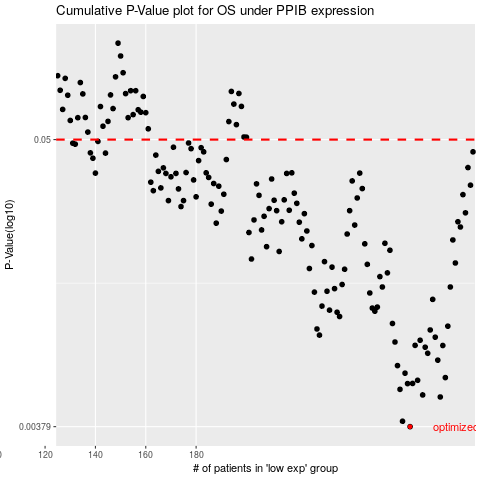 Cumulative P-Value plot for OS under PPIB expression
0.05
P-Value(log10)
0.00379
optimized
0 120 140 160 180
# of patients in 'low exp' group